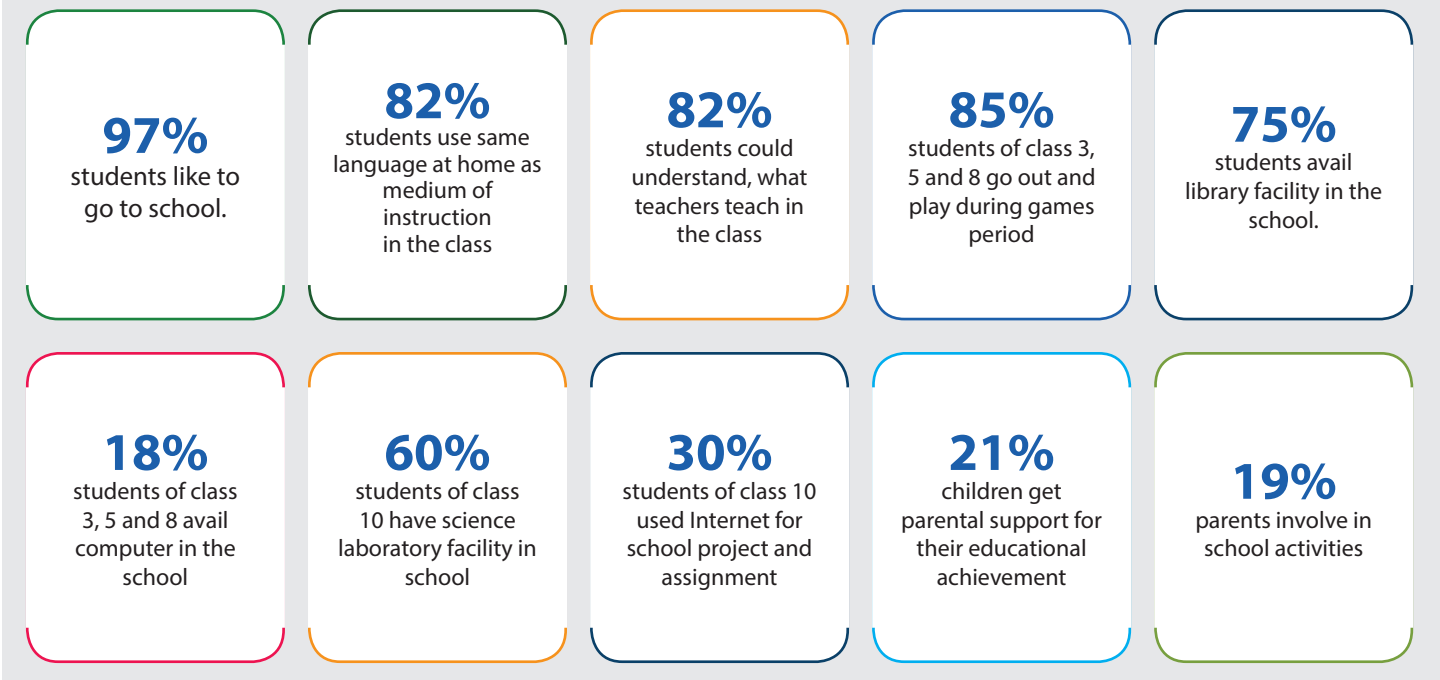 97%
students like to
go to school.
82%
students use same
language at home as
medium of
instruction
in the class
82%
students could
understand, what
teachers teach in
the class
85%
students of class 3,
5 and 8 go out and
play during games
period
75%
students avail
library facility in the
school.
18%
students of class
3, 5 and 8 avail
computer in the
school
60%
students of class
10 have science
laboratory facility in
school
30%
students of class 10
used Internet for
school project and
assignment
21%
children get
parental support for
their educational
achievement
19%
parents involve in
school activities